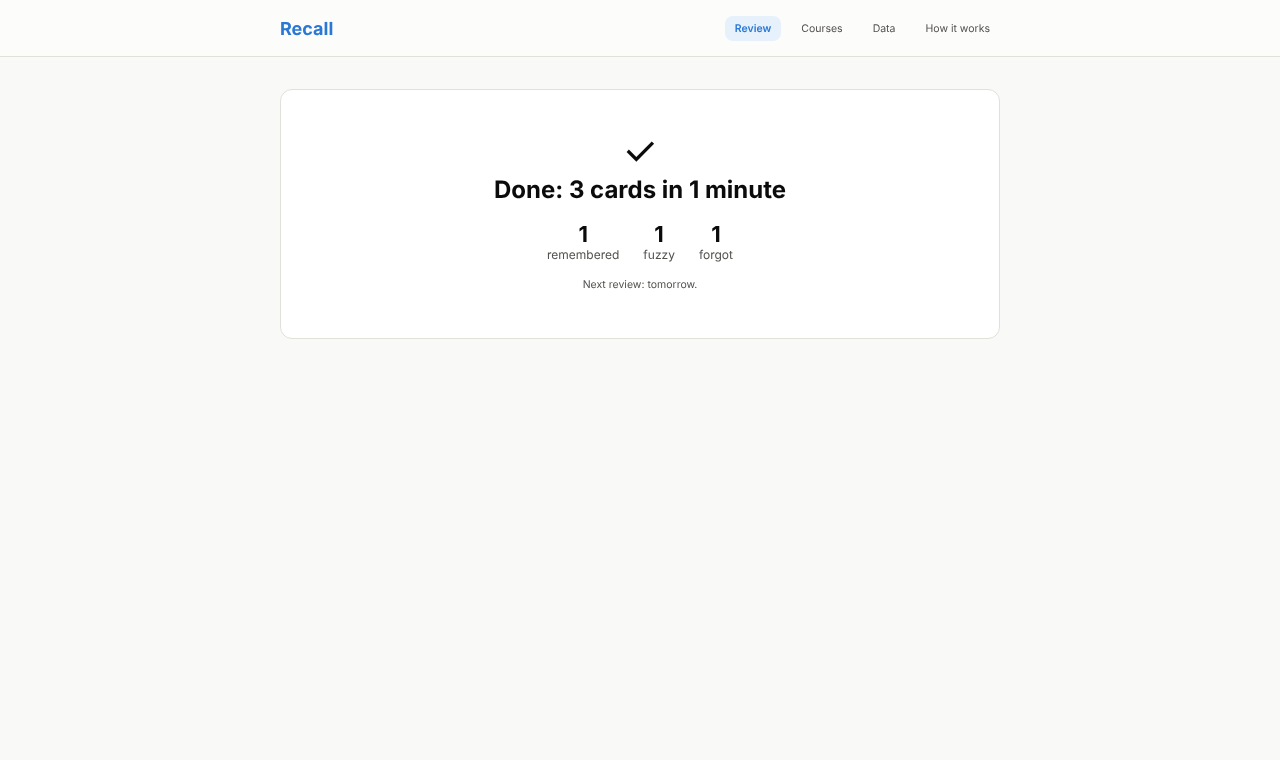 Recall
Review Courses Data How it works
Done: 3 cards in 1 minute
1 1 1
remembered fuzzy forgot
Next review: tomorrow.